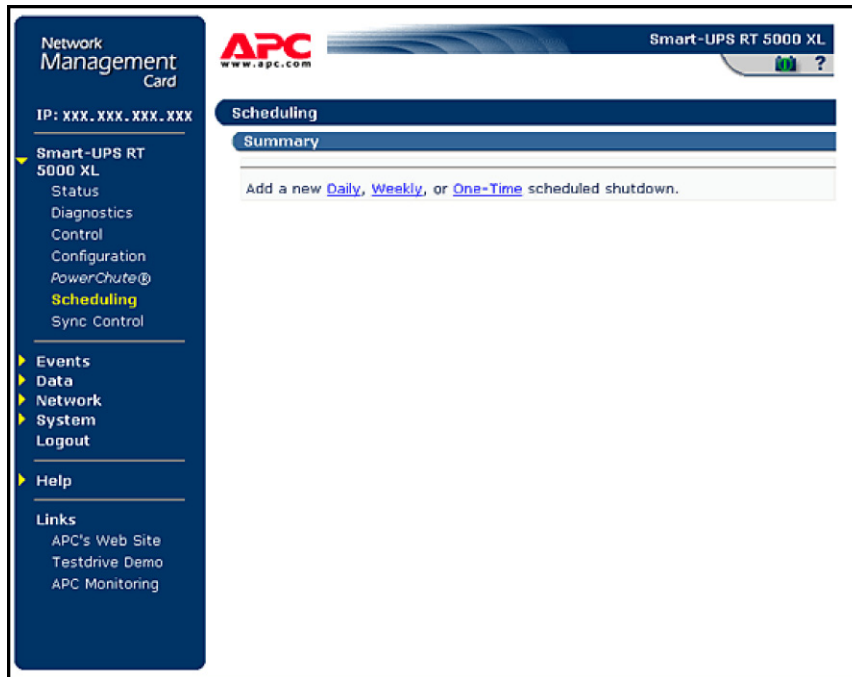 Network
Management
Card
IP: xxx.xxx.xxx.xxx
Smart-UPS RT
5000 XL
Status
Diagnostics
Control
Configuration
PowerChute®
Scheduling
Sync Control
Events
Data
Network
System
Logout
Help
Links
APC's Web Site
Testdrive Demo
APC Monitoring
APC
www.apc.com
Smart-UPS RT 5000 XL
?
Scheduling
Summary
Add a new Daily, Weekly, or One-Time scheduled shutdown.